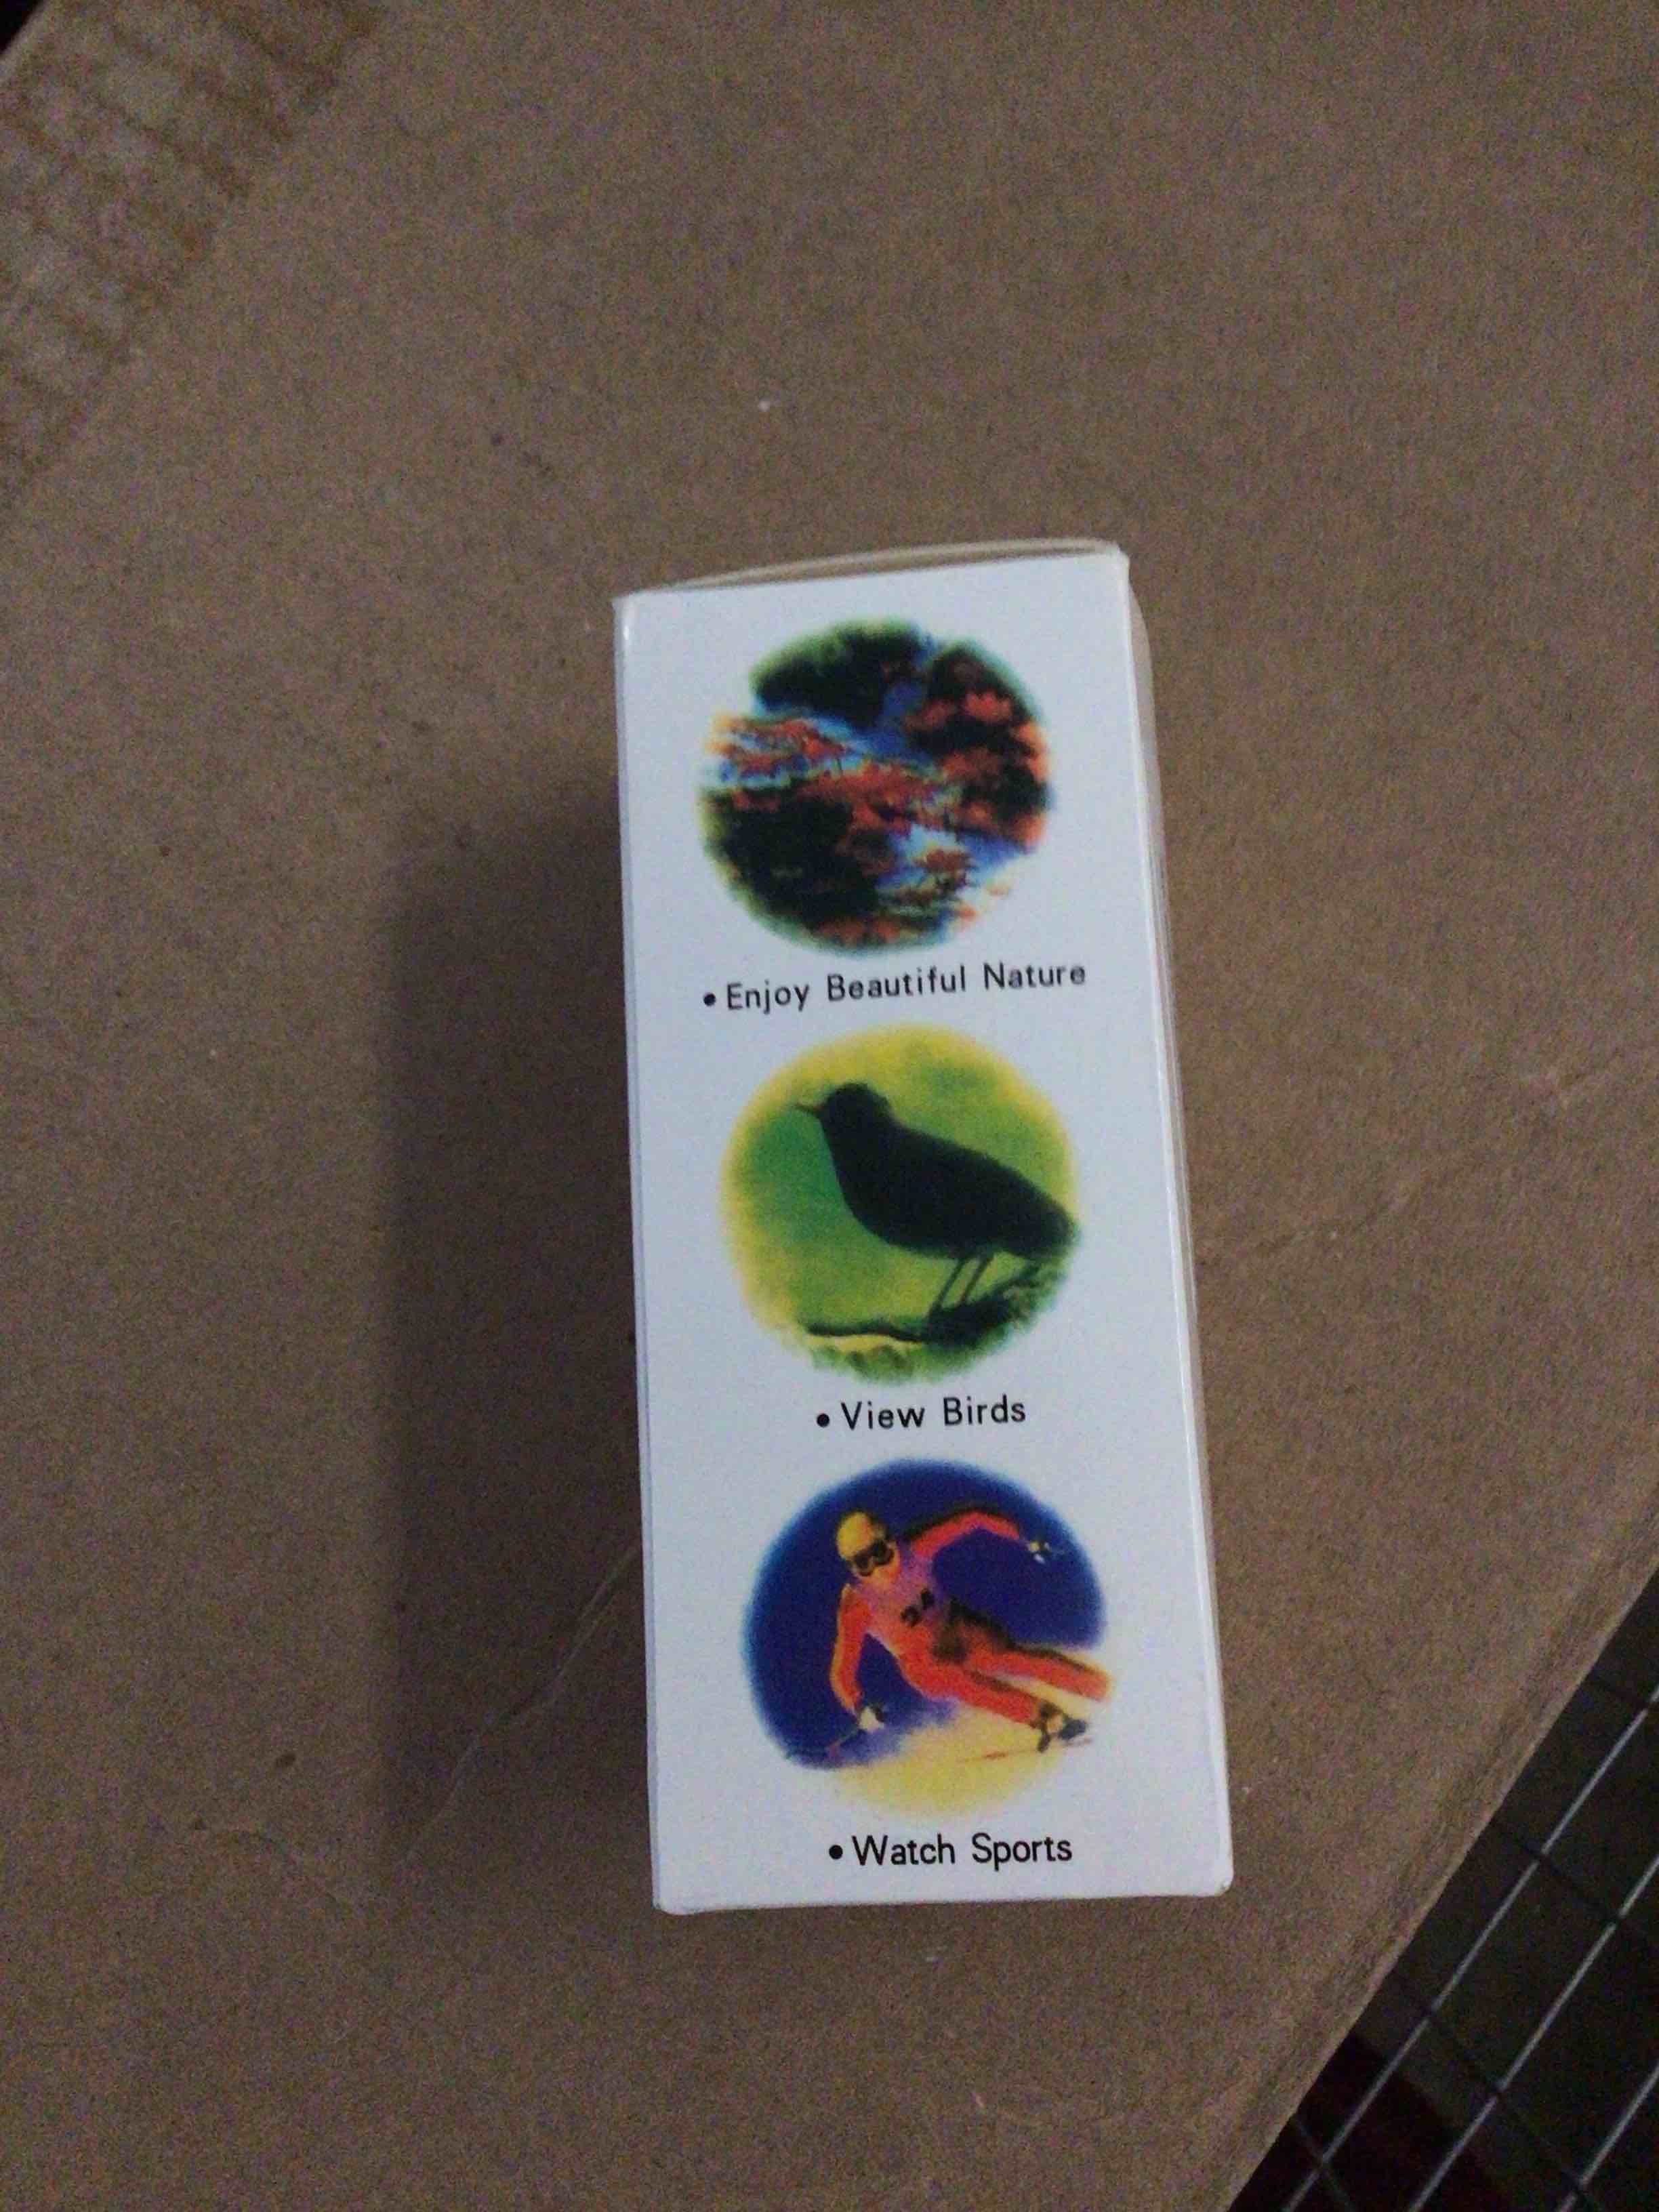 • Enjoy Beautiful Nature
• View Birds
• Watch Sports